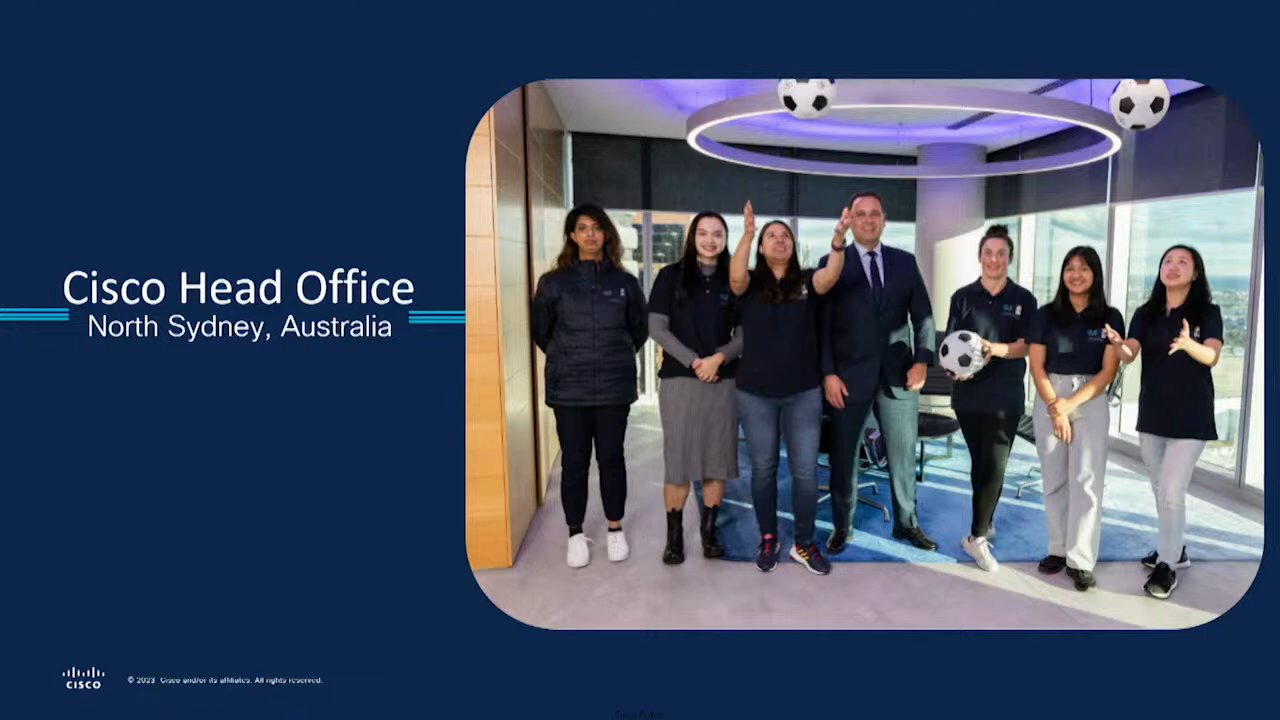 Cisco Head Office
North Sydney, Australia
CISCO
© 2023 Cisco and/or its affiliates. All rights reserved.